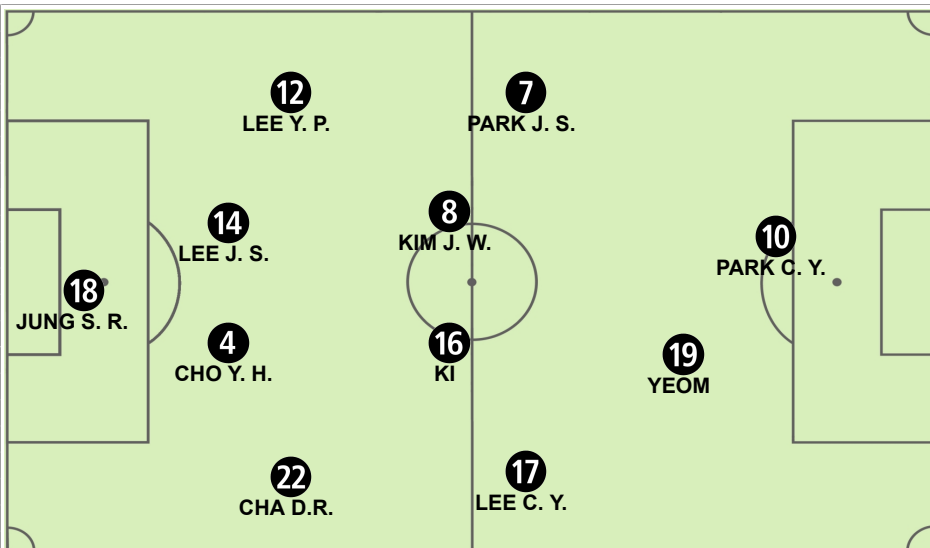 12
LEE Y. P.
7
PARK J. S.
14
LEE J. S.
8
KIM J. W.
10
PARK C. Y.
18
JUNG S. R.
4
CHO Y. H.
16
KI
19
YEOM
22
CHA D.R.
17
LEE C. Y.